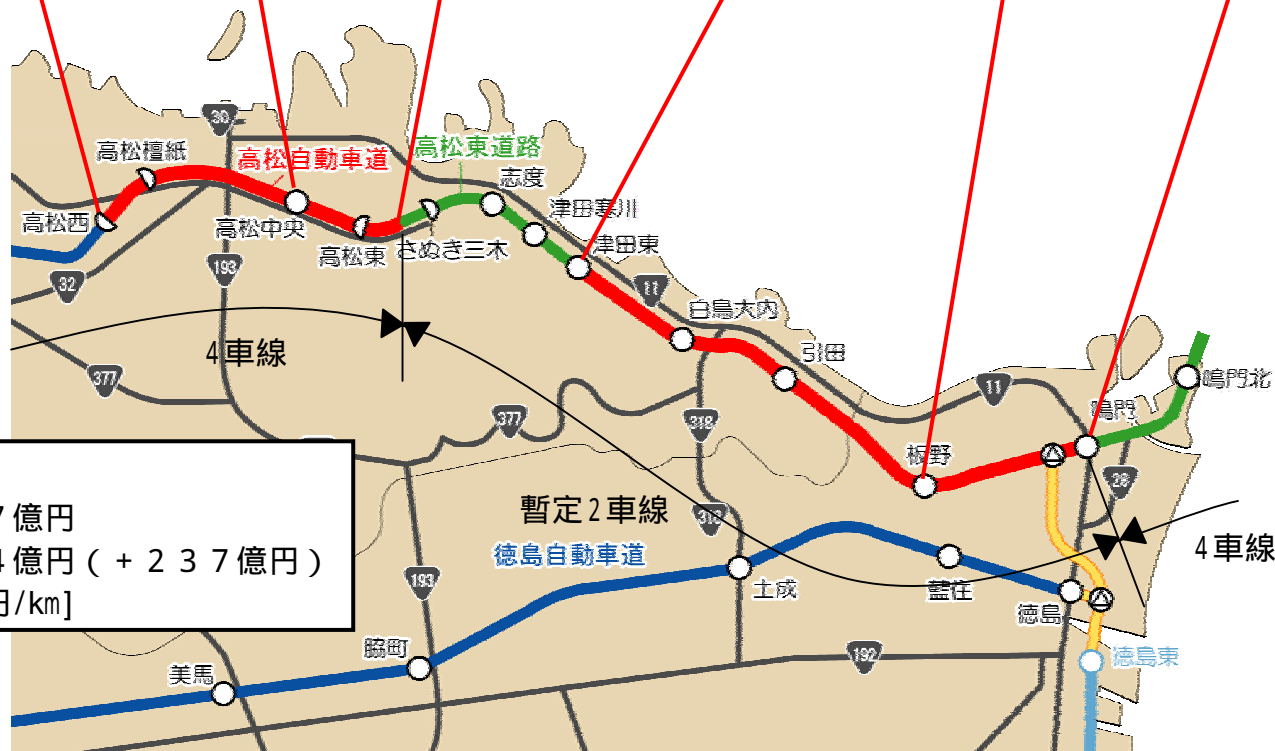 30
高松檀紙
高松自動車道
高松東道路
志度
津田寒川
高松西
高松中央
高松東
さぬき三木
津田東
32
193
11
白鳥大内
4車線
引田
377
11
鳴門北
鳴門
377
318
板野
28
7億円
暫定2車線
318
4億円(+237億円)
徳島自動車道
4車線
円/km]
193
土成
藍住
徳島
脇町
192
徳島東
美馬